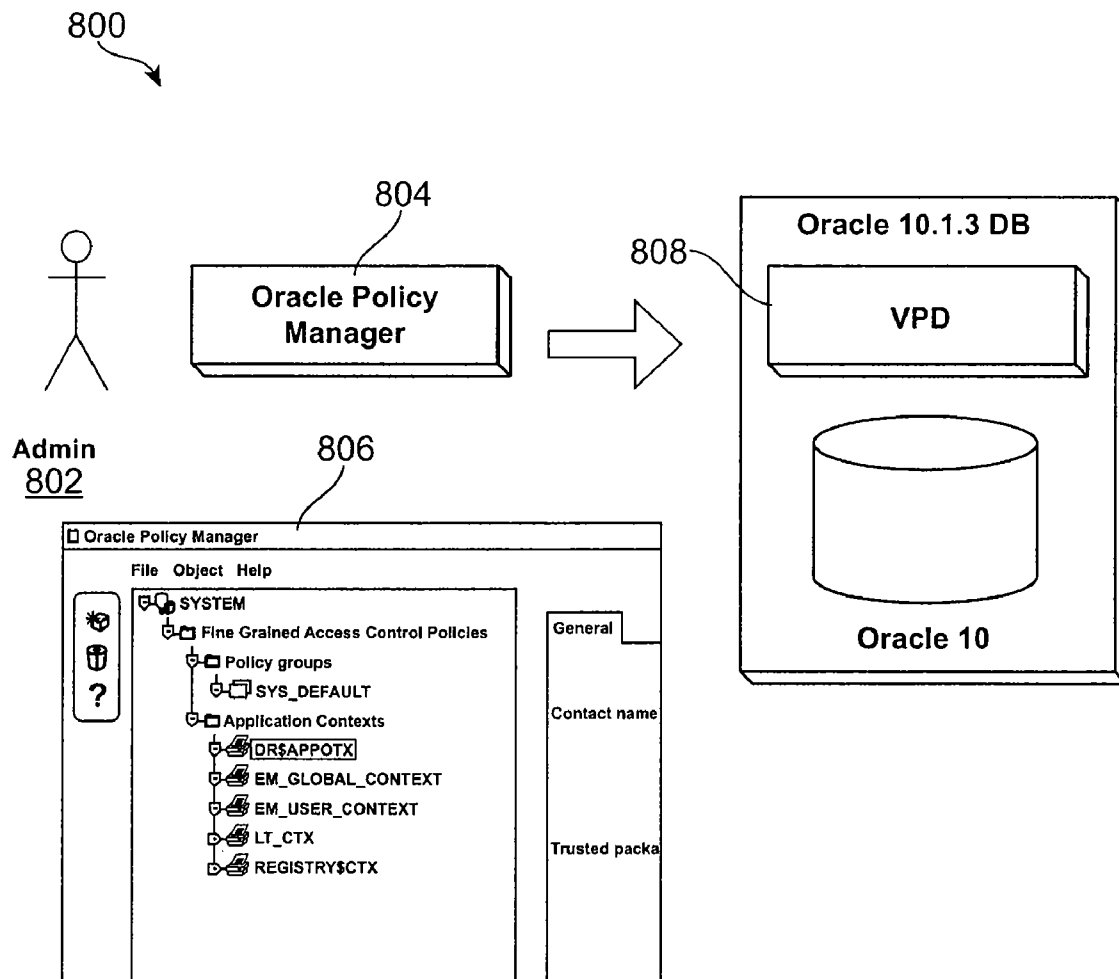 800
804
Oracle Policy
Manager
Oracle 10.1.3 DB
808
VPD
Oracle 10
Admin
802
806
Oracle Policy Manager
File Object Help
?
SYSTEM
Fine Grained Access Control Policies
Policy groups
SYS_DEFAULT
Application Contexts
DR$APPOTX
EM_GLOBAL_CONTEXT
EM_USER_CONTEXT
LT_CTX
REGISTRY$CTX
General
Contact name
Trusted packa